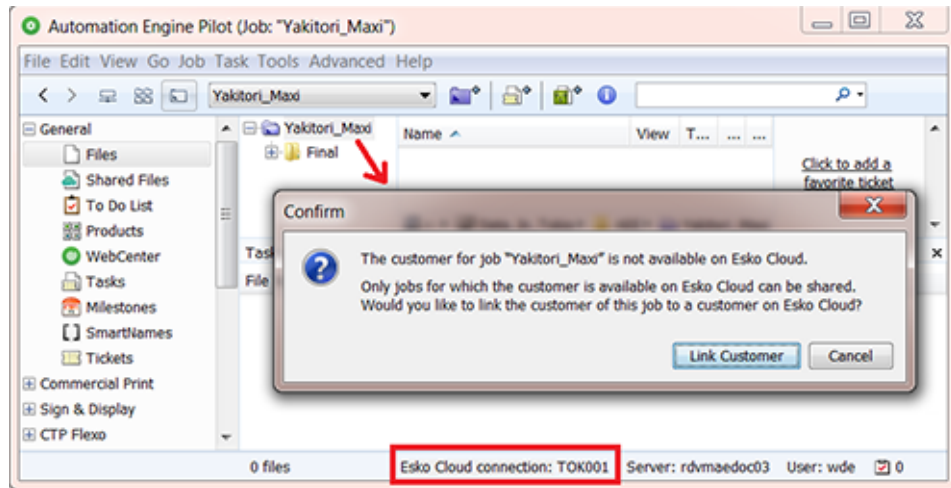 Automation Engine Pilot (Job: "Yakitori_Maxi")
File Edit View Go Job Task Tools Advanced Help
Yakitori_Maxi
General
Files
Shared Files
To Do List
Products
WebCenter
Tasks
Milestones
SmartNames
Tickets
Commercial Print
Sign & Display
CTP Flexo
Yakitori_Maxi
Final
Name View T... ... ...
Click to add a
favorite ticket
Task
File
Confirm
The customer for job "Yakitori_Maxi" is not available on Esko Cloud.
Only jobs for which the customer is available on Esko Cloud can be shared.
Would you like to link the customer of this job to a customer on Esko Cloud?
Link Customer Cancel
0 files Esko Cloud connection: TOK001 Server: rdvmaedoc03 User: wde 0